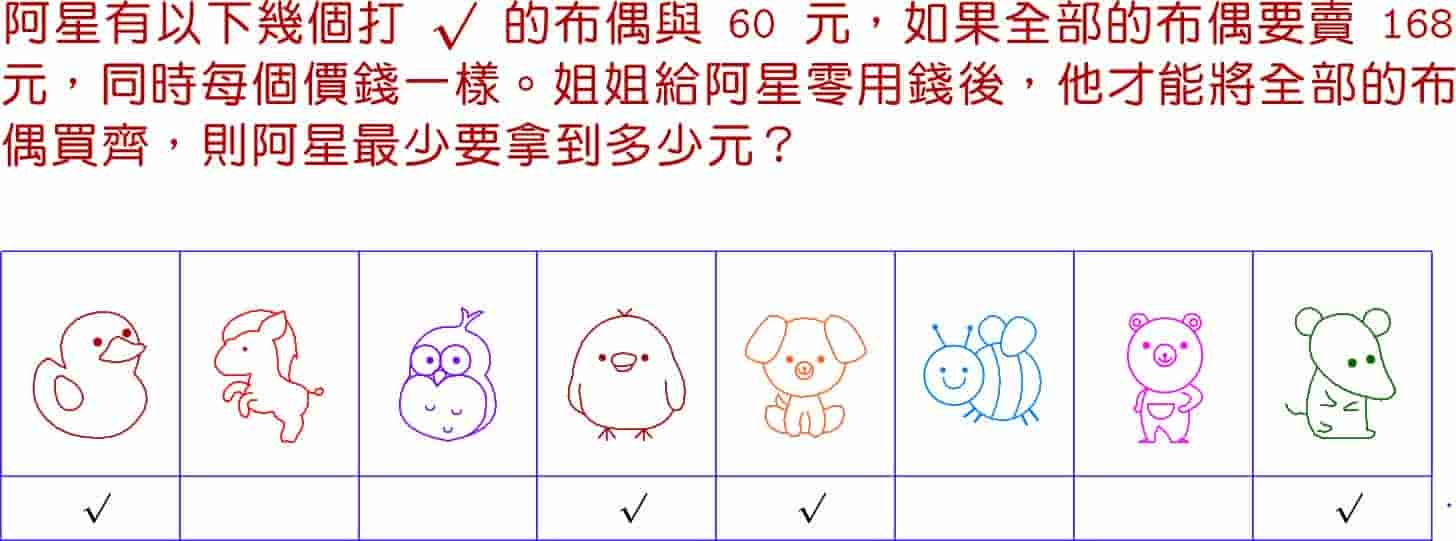 阿星有以下幾個打 √ 的布偶與 60 元，如果全部的布偶要賣 168
元，同時每個價錢一樣。姐姐給阿星零用錢後，他才能將全部的布
偶買齊，則阿星最少要拿到多少元？
√ √ √ √ .